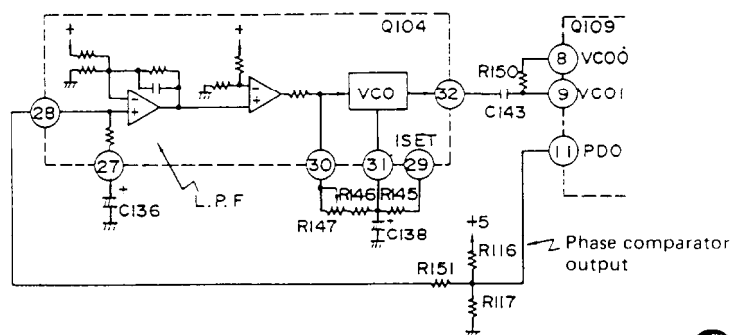 +
+
Q104
Q109
R150
8
VCOO
28
VCO
32
C143
9
VCOI
ISET
27
30
31
29
11
PDO
+
C136
L.P.F
R146
R145
R147
+
C138
+5
R116
Phase comparator
output
R151
R117